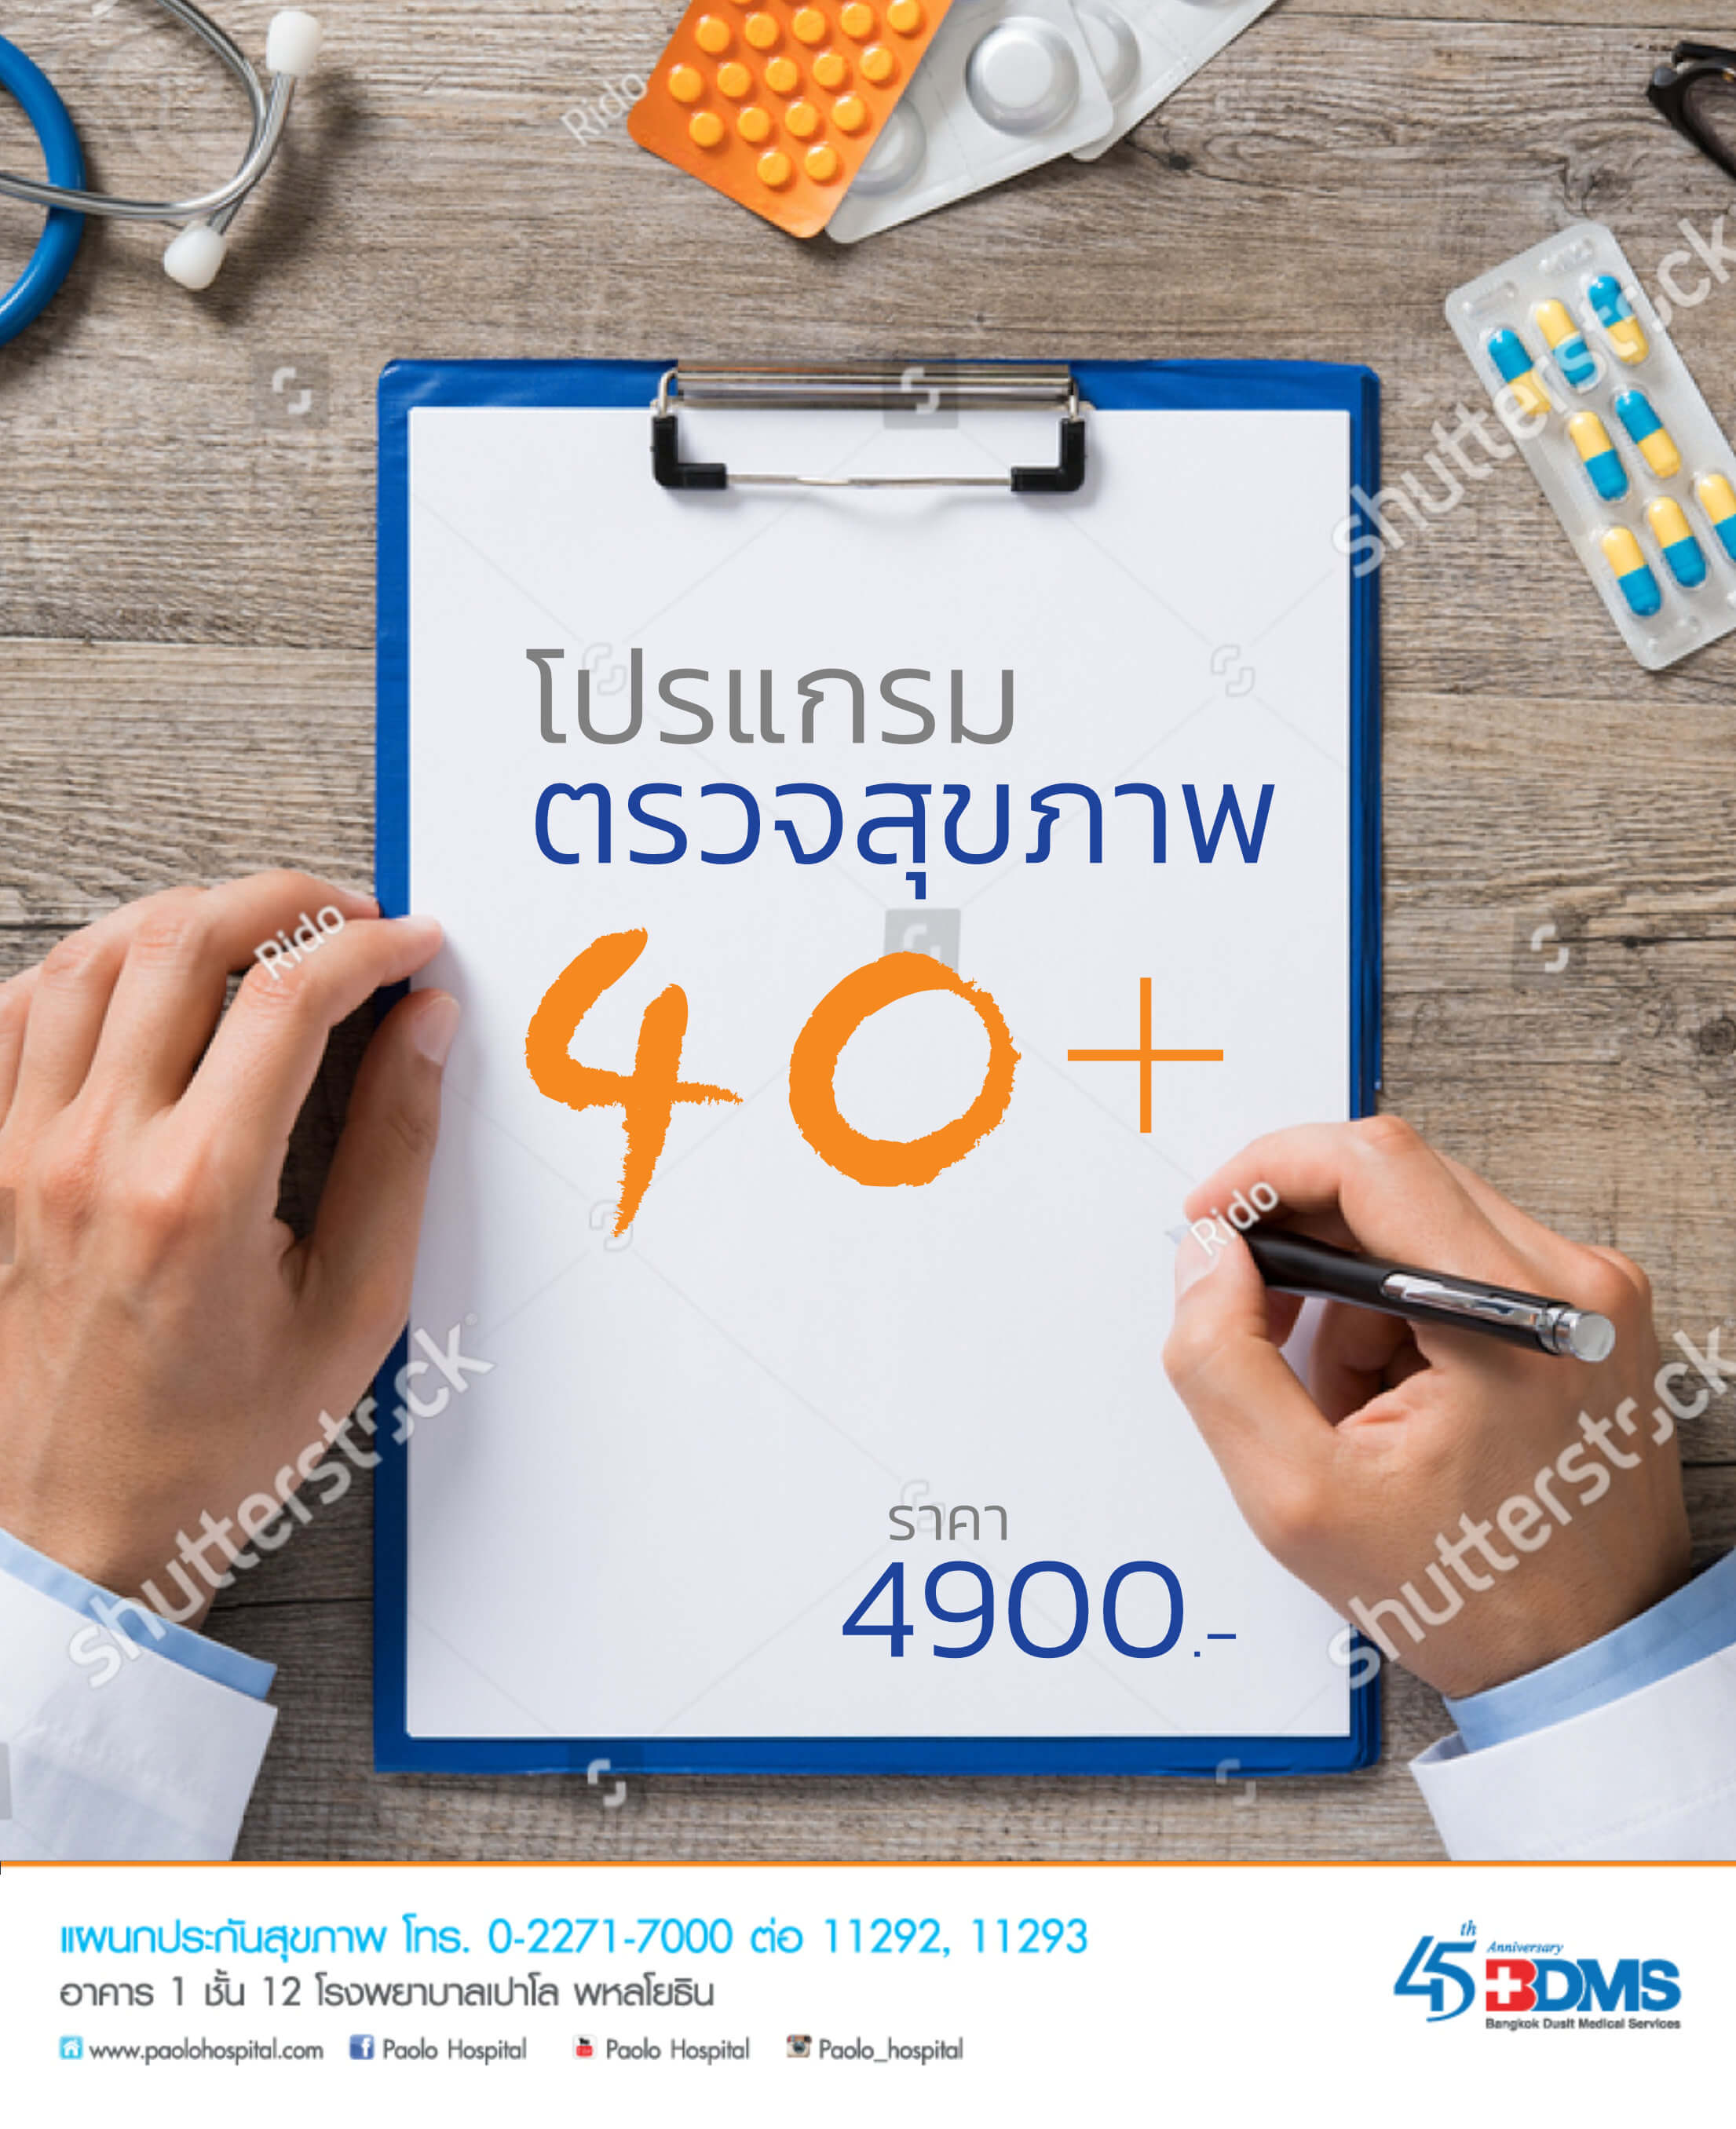 Rido
shutterstock
โปรแกรม
ตรวจสุขภาพ
40+
Rido
Rido
shutterstock
shutterstock
ราคา
4900.-
แผนกประกันสุขภาพ โทร. 0-2271-7000 ต่อ 11292, 11293
อาคาร 1 ชั้น 12 โรงพยาบาลเปาโล พหลโยธิน
www.paolohospital.com Paolo Hospital Paolo Hospital Paolo_hospital
45th Anniversary
BDMS
Bangkok Dusit Medical Services